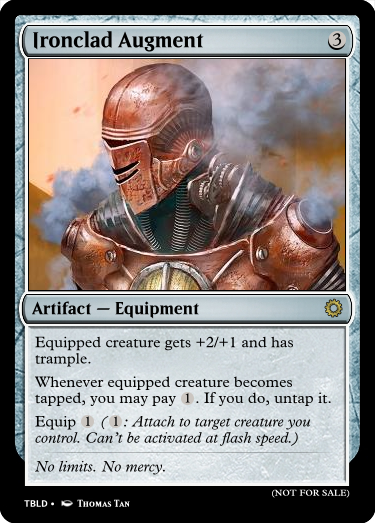 Ironclad Augment 3
Artifact — Equipment
Equipped creature gets +2/+1 and has
trample.
Whenever equipped creature becomes
tapped, you may pay 1. If you do, untap it.
Equip 1 (1: Attach to target creature you
control. Can't be activated at flash speed.)
No limits. No mercy.
(NOT FOR SALE)
TBLD • Thomas Tan